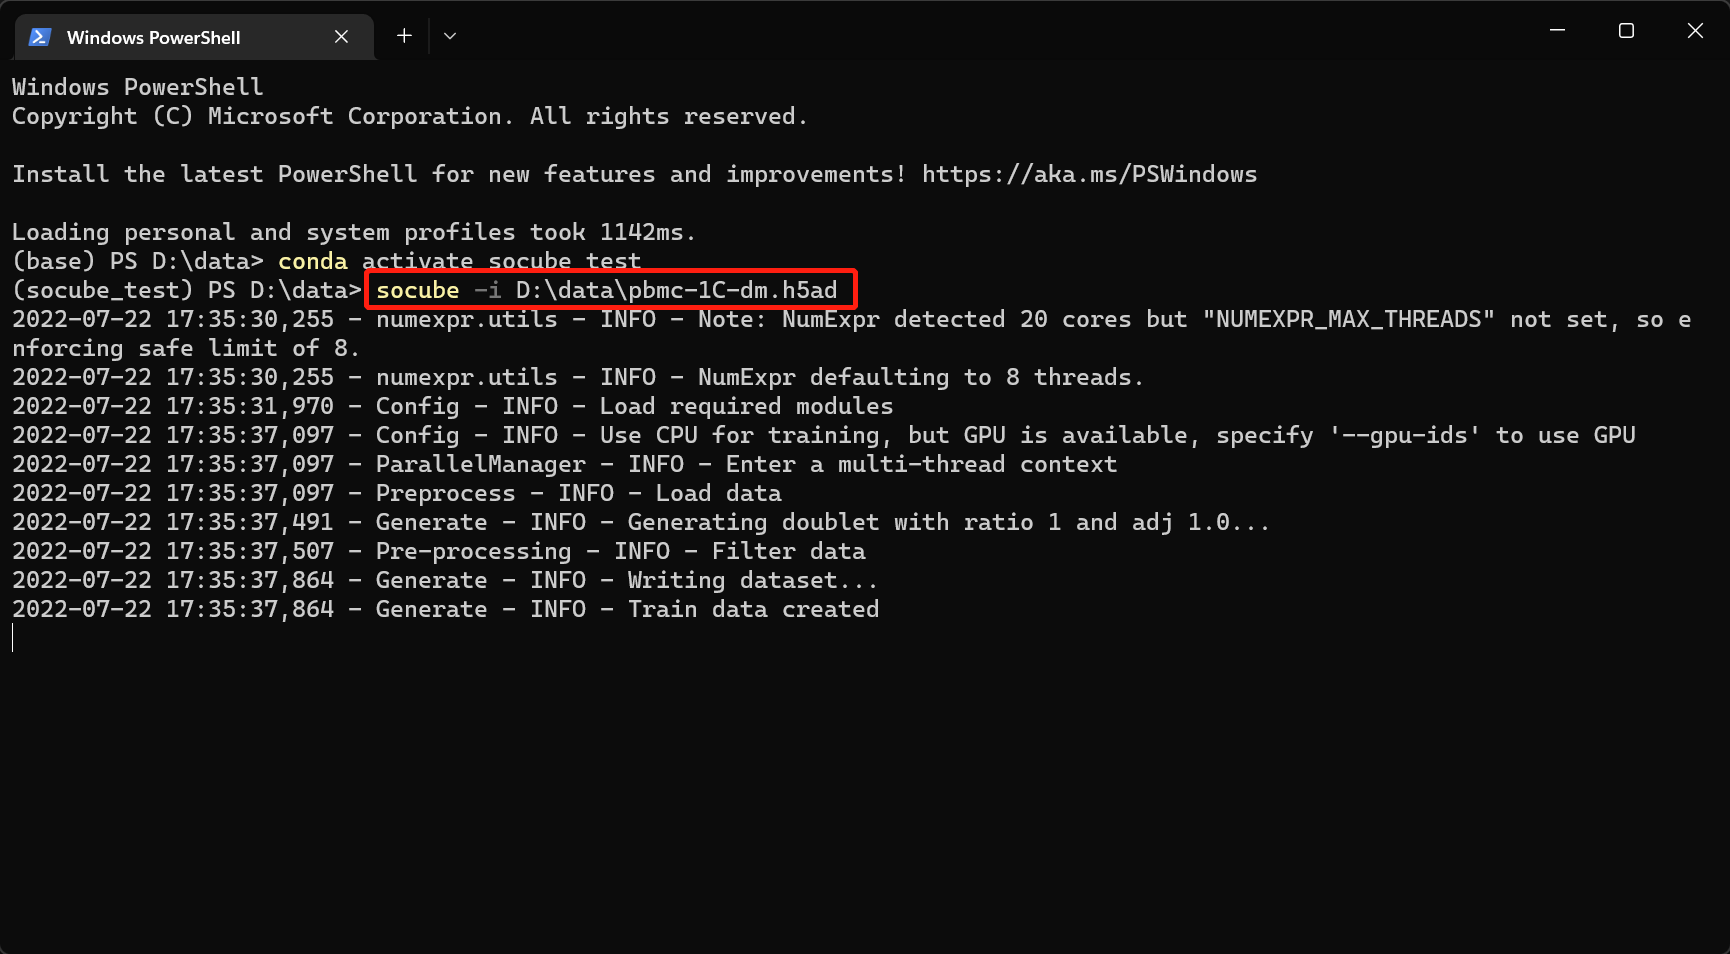 Windows PowerShell
Windows PowerShell
Copyright (C) Microsoft Corporation. All rights reserved.
Install the latest PowerShell for new features and improvements! https://aka.ms/PSWindows
Loading personal and system profiles took 1142ms.
(base) PS D:\data> conda activate socube_test
(socube_test) PS D:\data> socube -i D:\data\pbmc-1C-dm.h5ad
2022-07-22 17:35:30,255 - numexpr.utils - INFO - Note: NumExpr detected 20 cores but "NUMEXPR_MAX_THREADS" not set, so e
nforcing safe limit of 8.
2022-07-22 17:35:30,255 - numexpr.utils - INFO - NumExpr defaulting to 8 threads.
2022-07-22 17:35:31,970 - Config - INFO - Load required modules
2022-07-22 17:35:37,097 - Config - INFO - Use CPU for training, but GPU is available, specify '--gpu-ids' to use GPU
2022-07-22 17:35:37,097 - ParallelManager - INFO - Enter a multi-thread context
2022-07-22 17:35:37,097 - Preprocess - INFO - Load data
2022-07-22 17:35:37,491 - Generate - INFO - Generating doublet with ratio 1 and adj 1.0...
2022-07-22 17:35:37,507 - Pre-processing - INFO - Filter data
2022-07-22 17:35:37,864 - Generate - INFO - Writing dataset...
2022-07-22 17:35:37,864 - Generate - INFO - Train data created